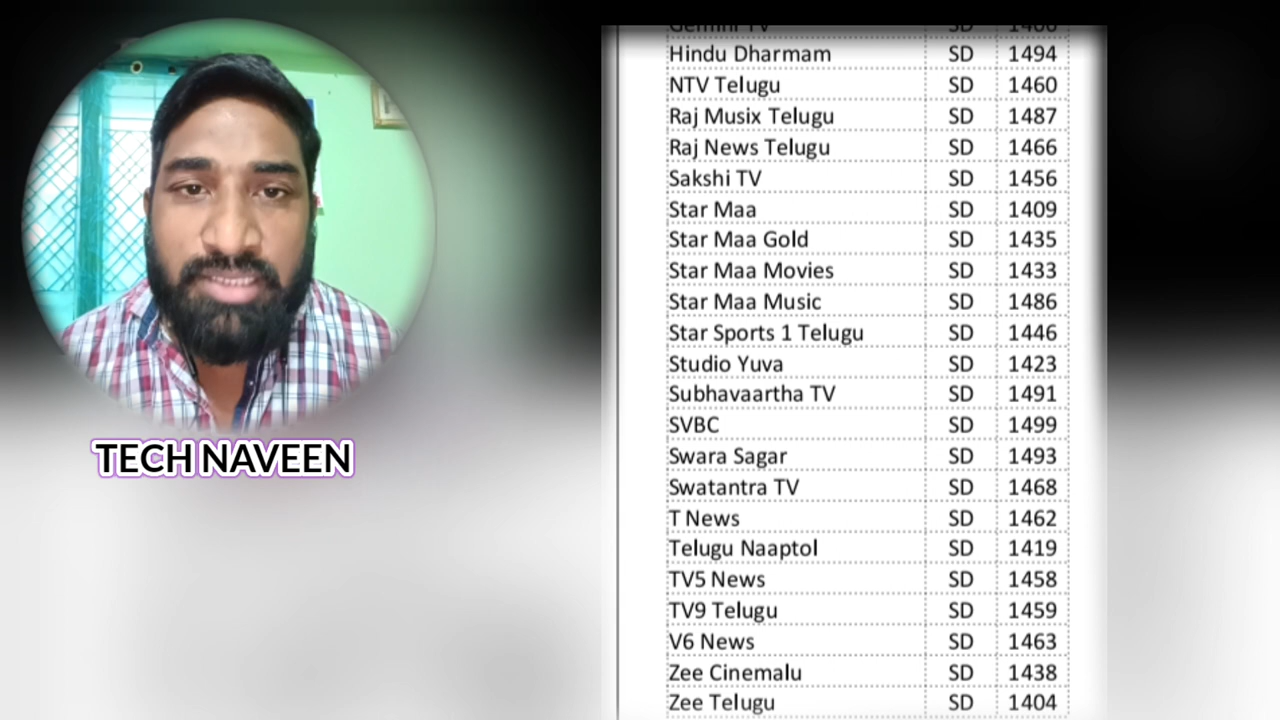 TECH NAVEEN
Gemini TV SD
Hindu Dharmam SD 1494
NTV Telugu SD 1460
Raj Musix Telugu SD 1487
Raj News Telugu SD 1466
Sakshi TV SD 1456
Star Maa SD 1409
Star Maa Gold SD 1435
Star Maa Movies SD 1433
Star Maa Music SD 1486
Star Sports 1 Telugu SD 1446
Studio Yuva SD 1423
Subhavaartha TV SD 1491
SVBC SD 1499
Swara Sagar SD 1493
Swatantra TV SD 1468
T News SD 1462
Telugu Naaptol SD 1419
TV5 News SD 1458
TV9 Telugu SD 1459
V6 News SD 1463
Zee Cinemalu SD 1438
Zee Telugu SD 1404